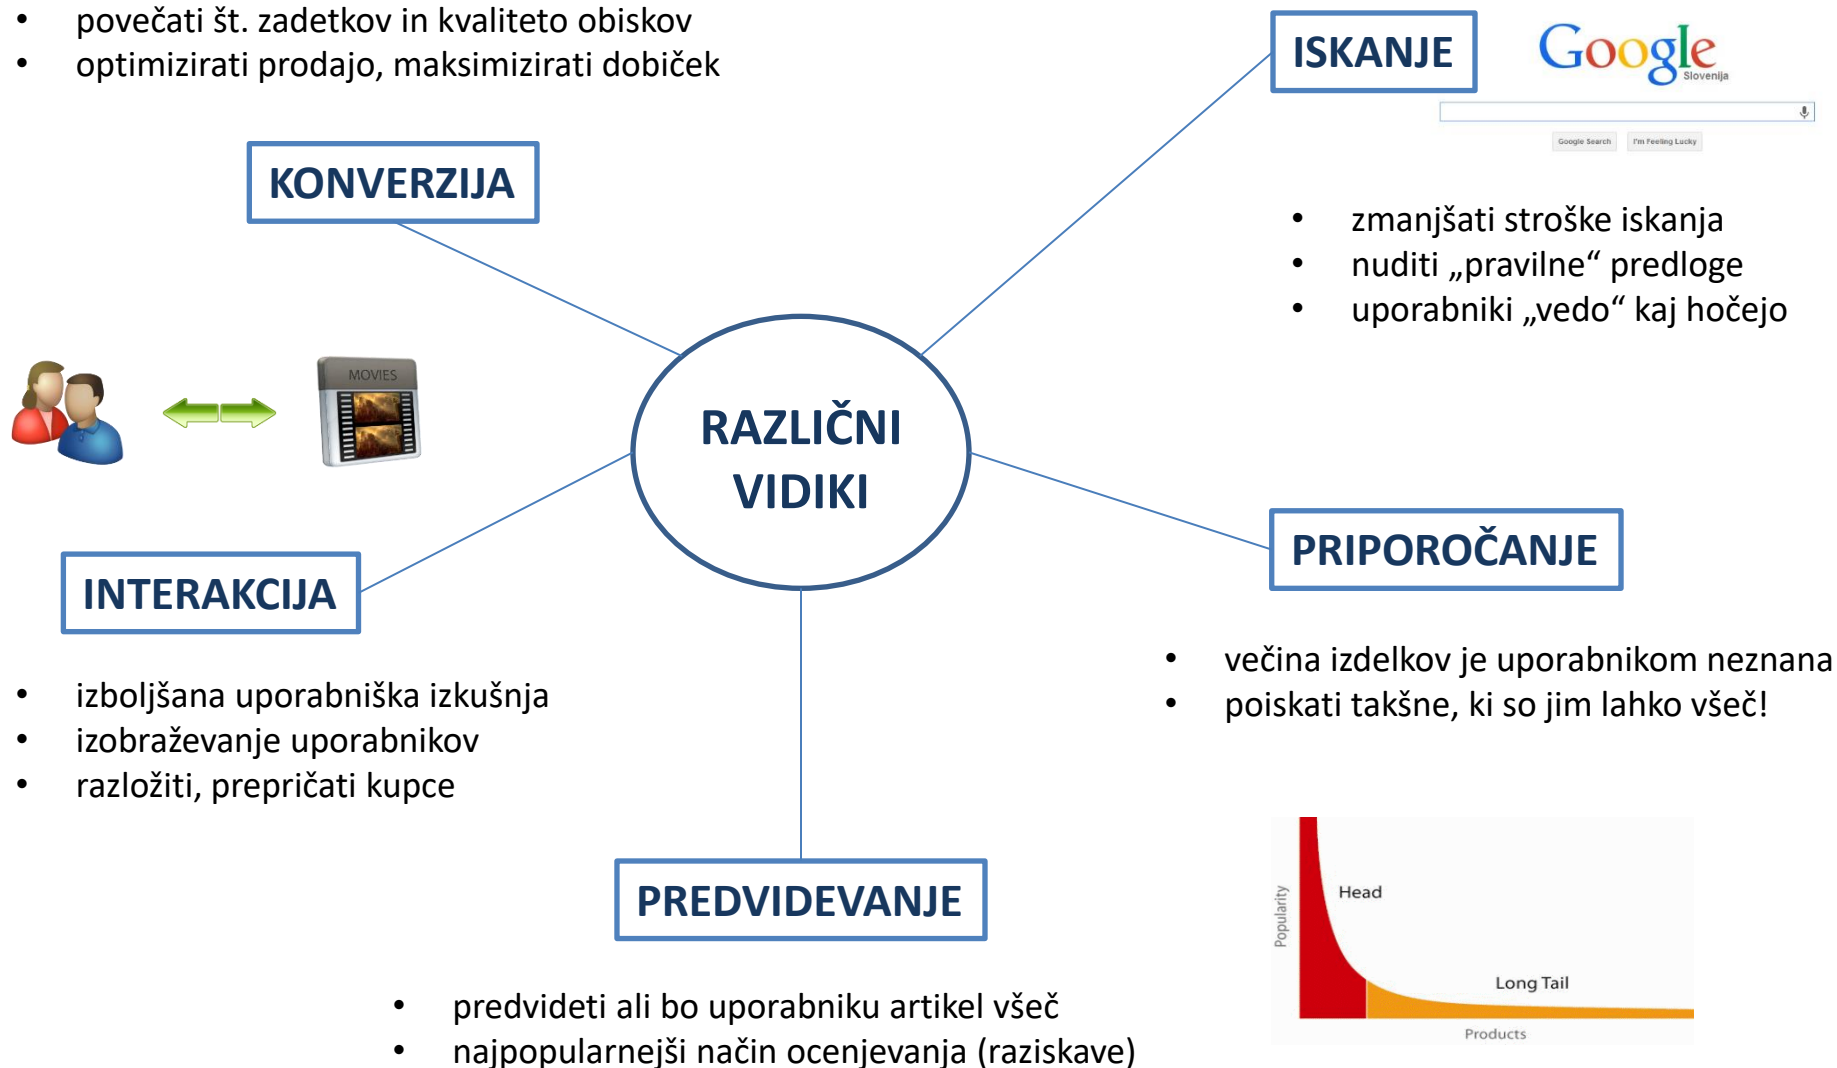 • povečati št. zadetkov in kvaliteto obiskov
• optimizirati prodajo, maksimizirati dobiček
KONVERZIJA
ISKANJE
Google
Slovenija
Google Search
I'm Feeling Lucky
• zmanjšati stroške iskanja
• nuditi „pravilne“ predloge
• uporabniki „vedo“ kaj hočejo
MOVIES
RAZLIČNI
VIDIKI
INTERAKCIJA
• izboljšana uporabniška izkušnja
• izobraževanje uporabnikov
• razložiti, prepričati kupce
PRIPOROČANJE
• večina izdelkov je uporabnikom neznana
• poiskati takšne, ki so jim lahko všeč!
PREDVIDEVANJE
• predvideti ali bo uporabniku artikel všeč
• najpopularnejši način ocenjevanja (raziskave)
Popularity
Head
Long Tail
Products